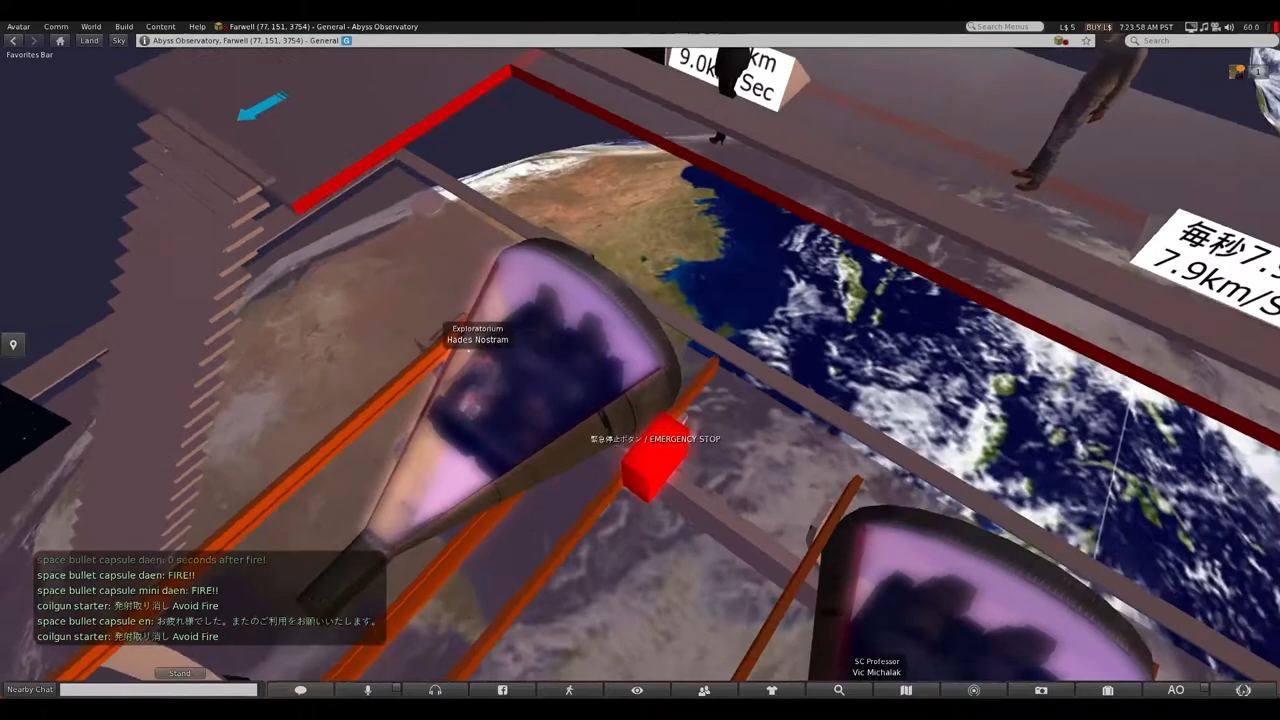 Avatar Comm World Build Content Help Farwell (77, 151, 3754) - General - Abyss Observatory
Search Menus L$ 5 BUY L$ 7:23:58 AM PST 60.0
Land Sky Abyss Observatory, Farwell (77, 151, 3754) - General G Search
Favorites Bar
1
km
9.0k
Sec
毎秒7.9
7.9km/S
Exploratorium
Hades Nostram
緊急停止ボタン / EMERGENCY STOP
space bullet capsule daen: 0 seconds after fire!
space bullet capsule daen: FIRE!!
space bullet capsule mini daen: FIRE!!
coilgun starter: 発射取り消し Avoid Fire
space bullet capsule en: お疲れ様でした。またのご利用をお願いいたします。
coilgun starter: 発射取り消し Avoid Fire
SC Professor
Vic Michalak
Stand
Nearby Chat AO